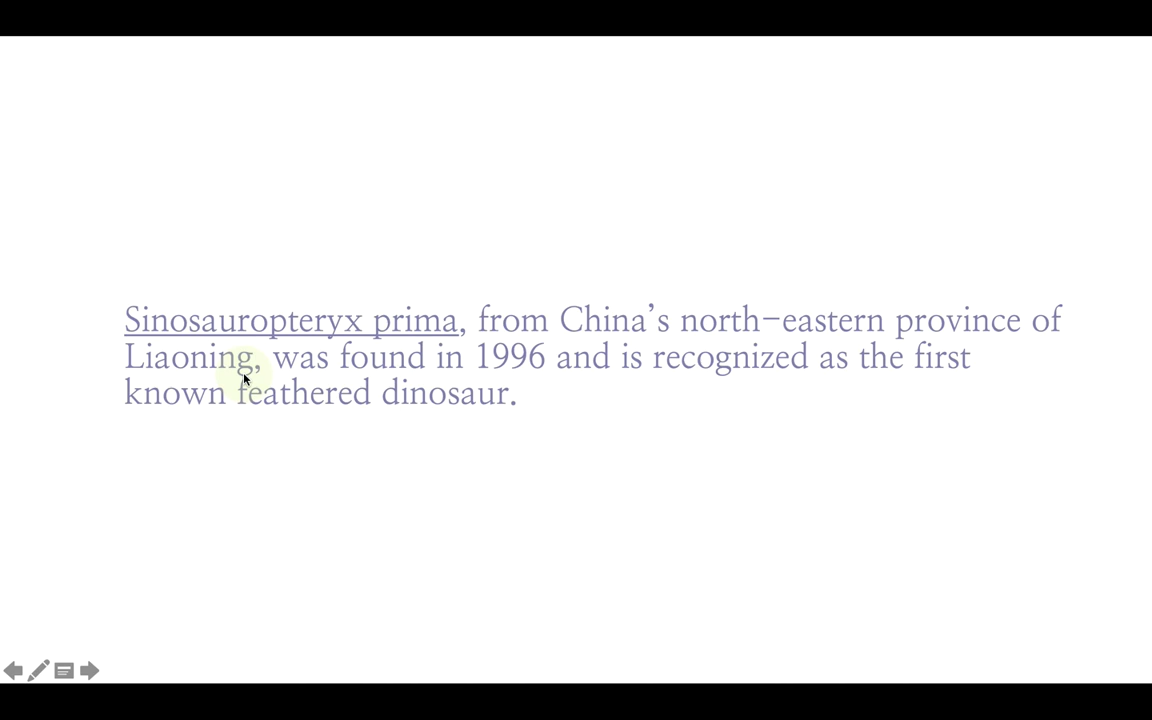 Sinosauropteryx prima, from China’s north-eastern province of
Liaoning, was found in 1996 and is recognized as the first
known feathered dinosaur.